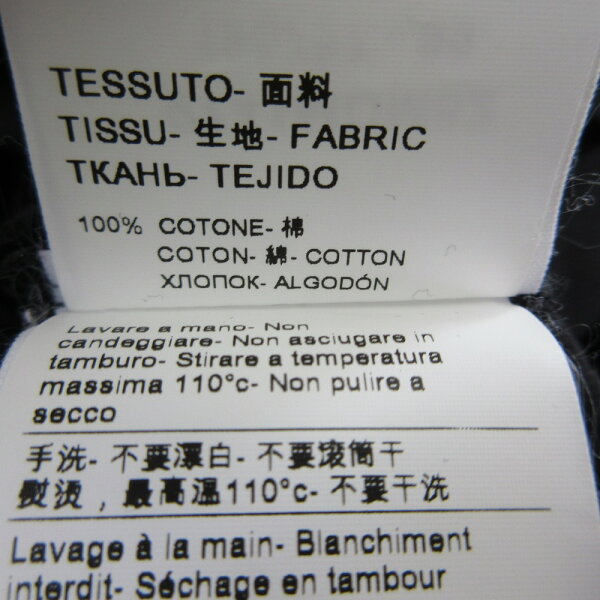 TESSUTO- 面料
TISSU- 生地- FABRIC
ТКАНЬ- TEJIDO
100% COTONE- 棉
COTON- 綿- COTTON
ХЛОПОК- ALGODÓN
Lavare a mano- Non
candeggiare- Non asciugare in
tamburo- Stirare a temperatura
massima 110°c- Non pulire a
secco
手洗- 不要漂白- 不要滚筒干
熨烫，最高温110°c- 不要干洗
Lavage à la main- Blanchiment
interdit- Séchage en tambour